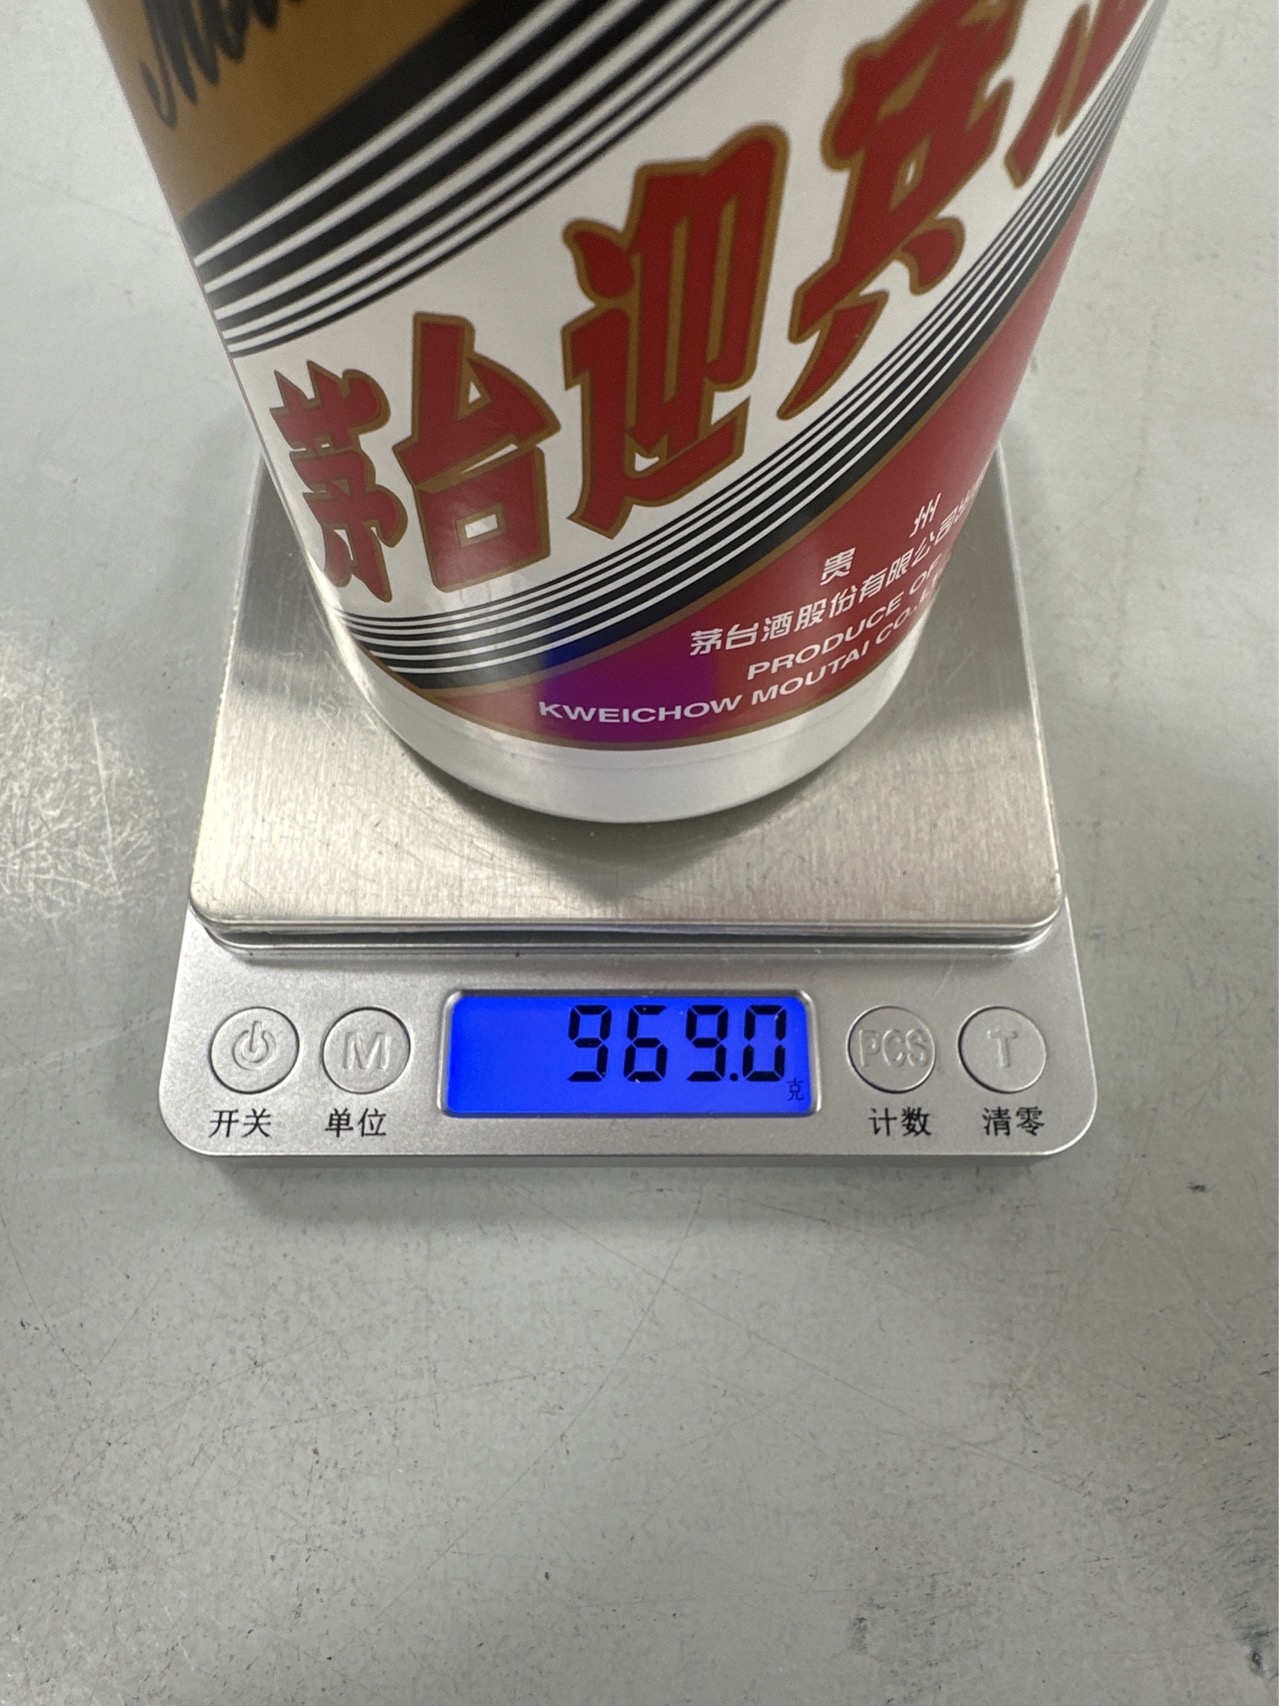 茅台迎宾
贵 州
茅台酒股份有限公司
PRODUCE OF
KWEICHOW MOUTAI CO.
969.0
克
M PCS T
开关 单位 计数 清零